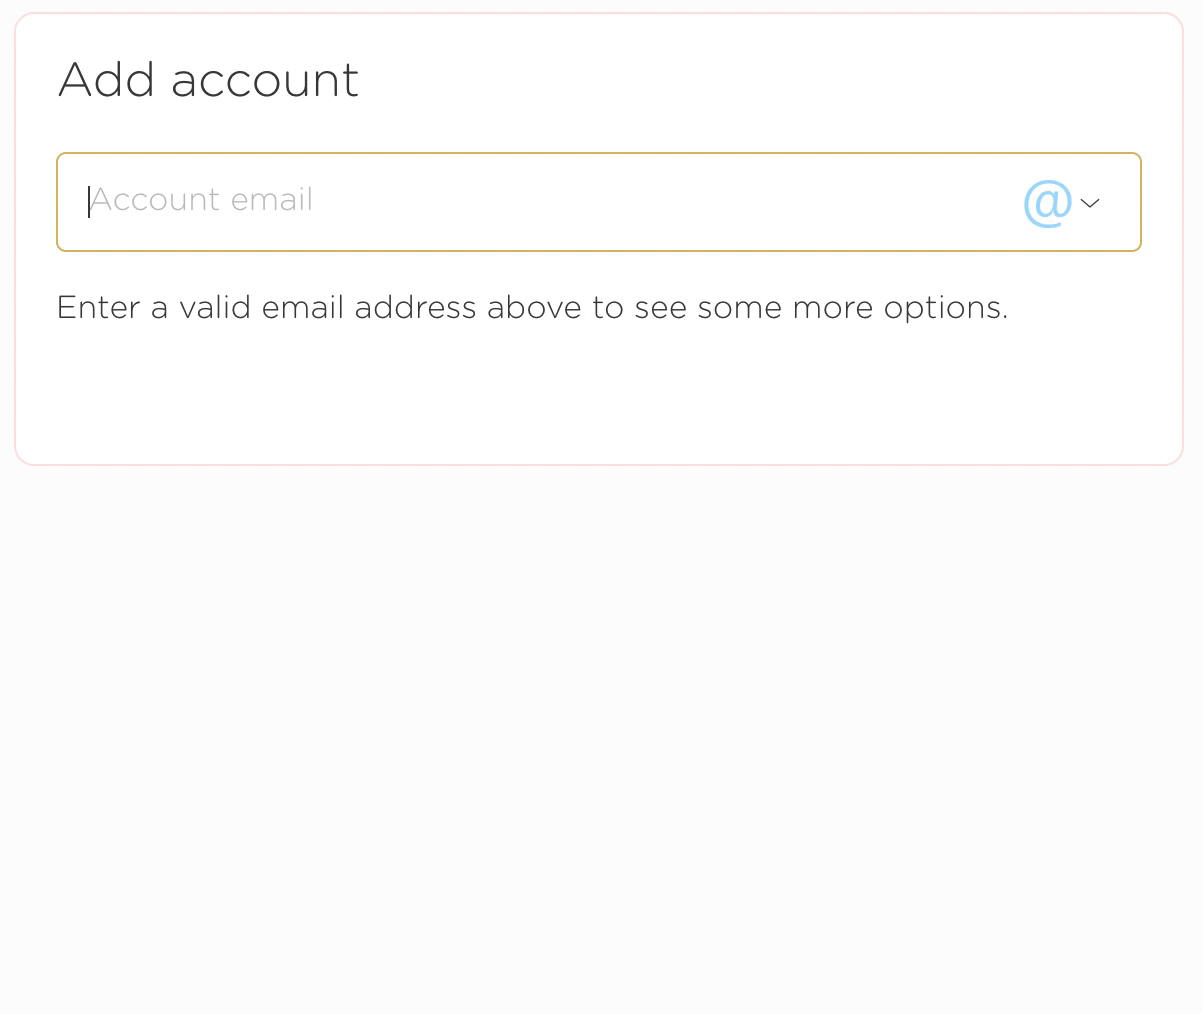 Add account
Account email
@
Enter a valid email address above to see some more options.